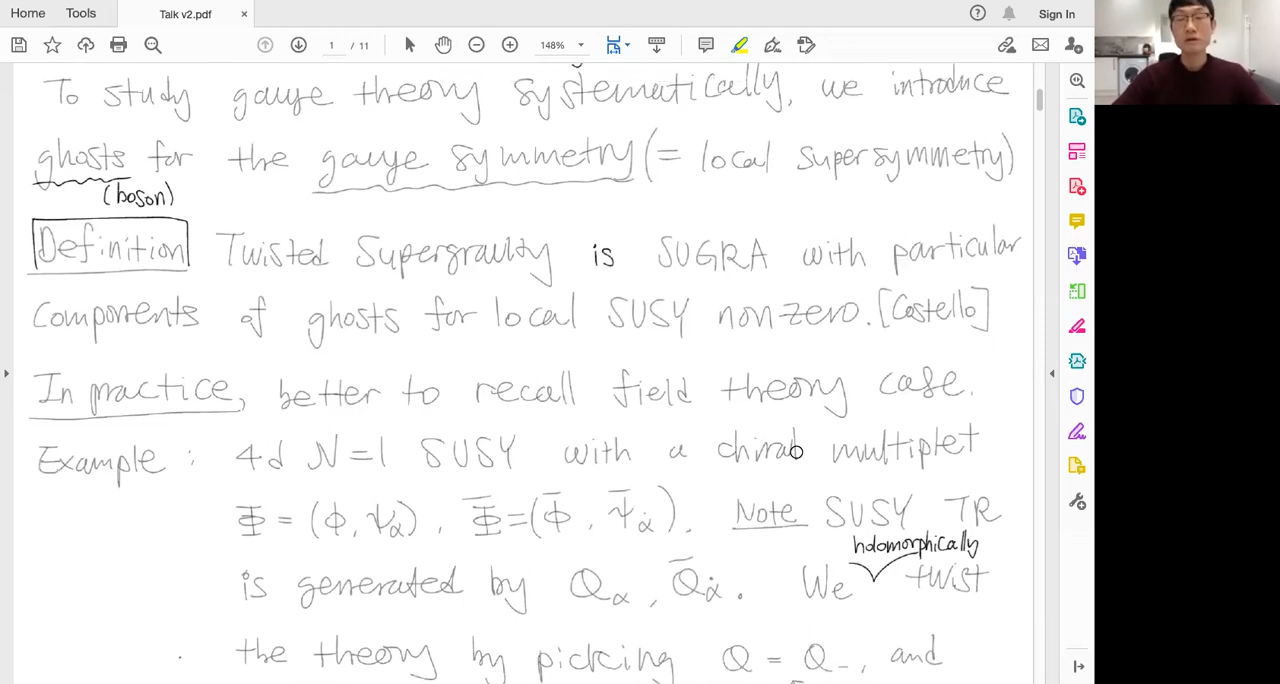 Home Tools Talk v2.pdf × Sign In
1 / 11 148%
To study gauge theory systematically, we introduce
ghosts for the gauge symmetry (= local supersymmetry)
(boson)
Definition Twisted Supergravity is SUGRA with particular
components of ghosts for local SUSY nonzero. [Costello]
In practice, better to recall field theory case.
Example : 4d N=1 SUSY with a chiral multiplet
Φ = (ϕ, ψα), Φ̄ = (ϕ̄, ψ̄α̇). Note SUSY TR
holomorphically
is generated by Qα, Q̄α̇. We twist
the theory by picking Q = Q₋, and